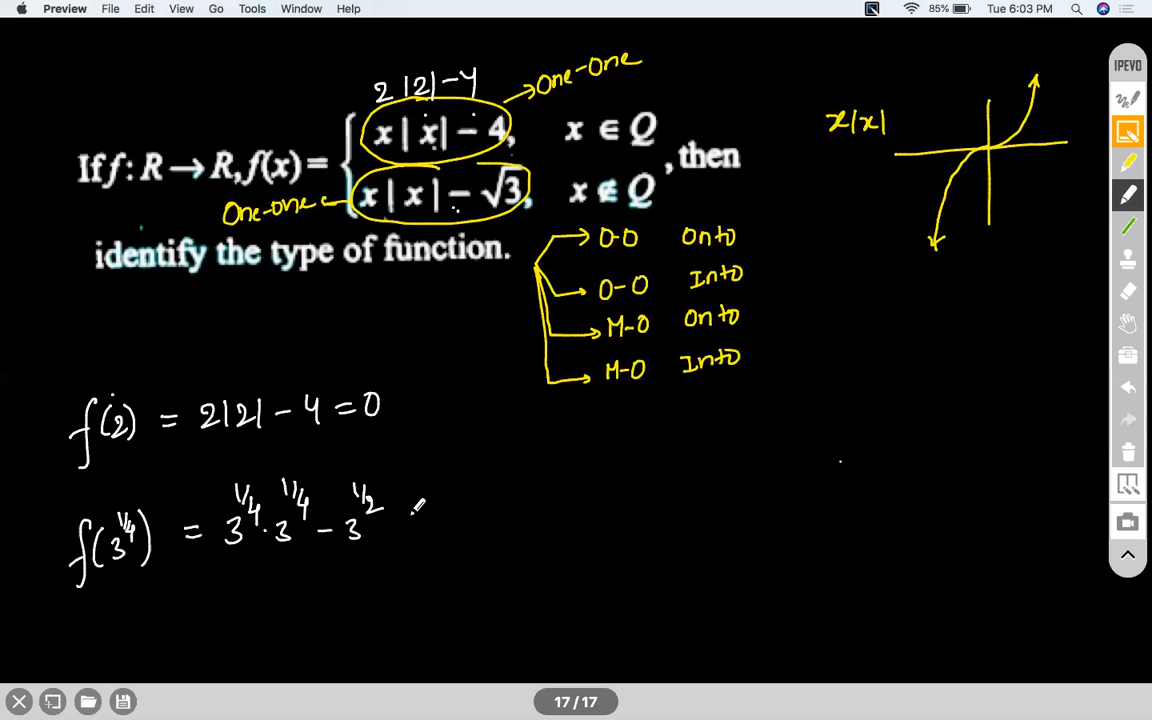 Preview File Edit View Go Tools Window Help 85% Tue 6:03 PM
IPEVO
2 |2| - 4
One-One
x | x | − 4, x ∈ Q
x|x|
If f : R → R, f(x) = , then
x | x | − √3, x ∉ Q
One-one
identify the type of function.
O-O Onto
O-O Into
M-O Onto
M-O Into
f(2) = 2|2| - 4 = 0
f(3^1/4) = 3^1/4 · 3^1/4 - 3^1/2
17 / 17